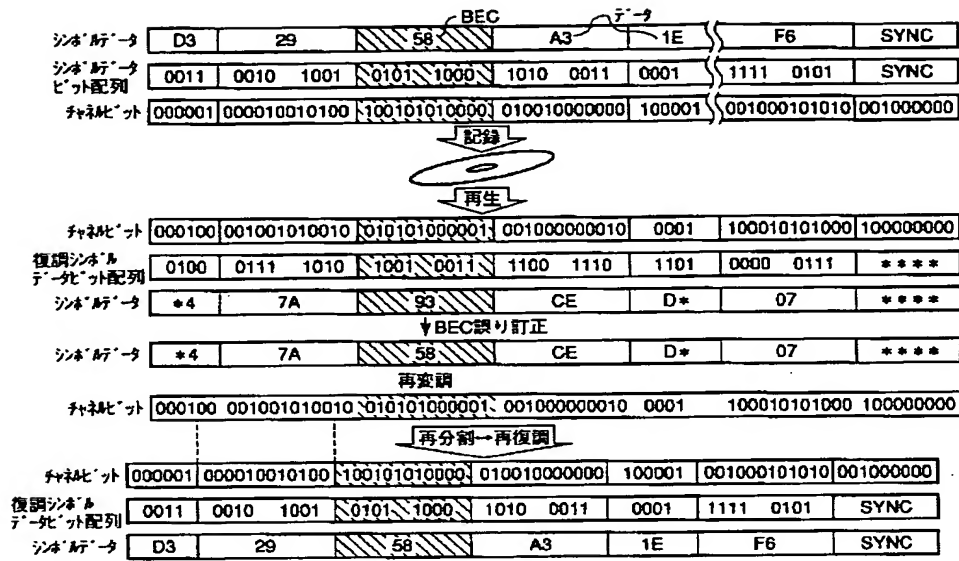 BEC データ
シンボルデータ D3 29 58 A3 1E F6 SYNC
シンボルデータビット配列 0011 0010 1001 0101 1000 1010 0011 0001 1111 0101 SYNC
チャネルビット 000001 000010010100 100101010000 010010000000 100001 001000101010 001000000
記録
再生
チャネルビット 000100 001001010010 010101000001 001000000010 0001 100010101000 100000000
復調シンボルデータビット配列 0100 0111 1010 1001 0011 1100 1110 1101 0000 0111 ****
シンボルデータ *4 7A 93 CE D* 07 ****
BEC誤り訂正
シンボルデータ *4 7A 58 CE D* 07 ****
再変調
チャネルビット 000100 001001010010 010101000001 001000000010 0001 100010101000 100000000
再分割→再復調
チャネルビット 000001 000010010100 100101010000 010010000000 100001 001000101010 001000000
復調シンボルデータビット配列 0011 0010 1001 0101 1000 1010 0011 0001 1111 0101 SYNC
シンボルデータ D3 29 58 A3 1E F6 SYNC